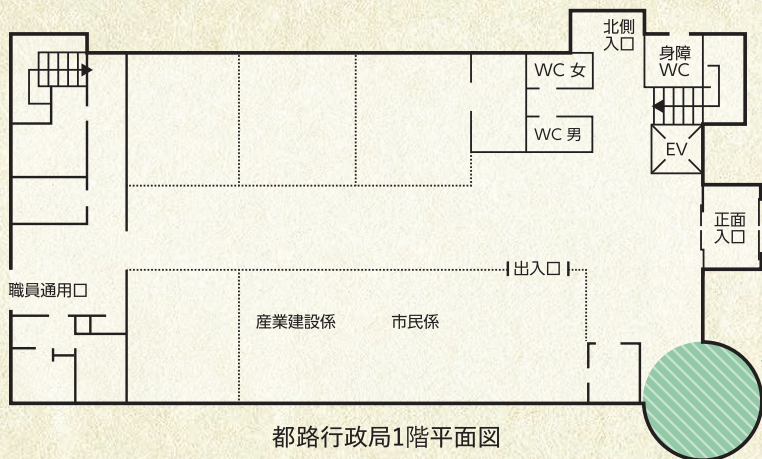 北側
入口
身障
WC
WC 女
WC 男
EV
正面
入口
出入口
職員通用口
産業建設係
市民係
都路行政局1階平面図